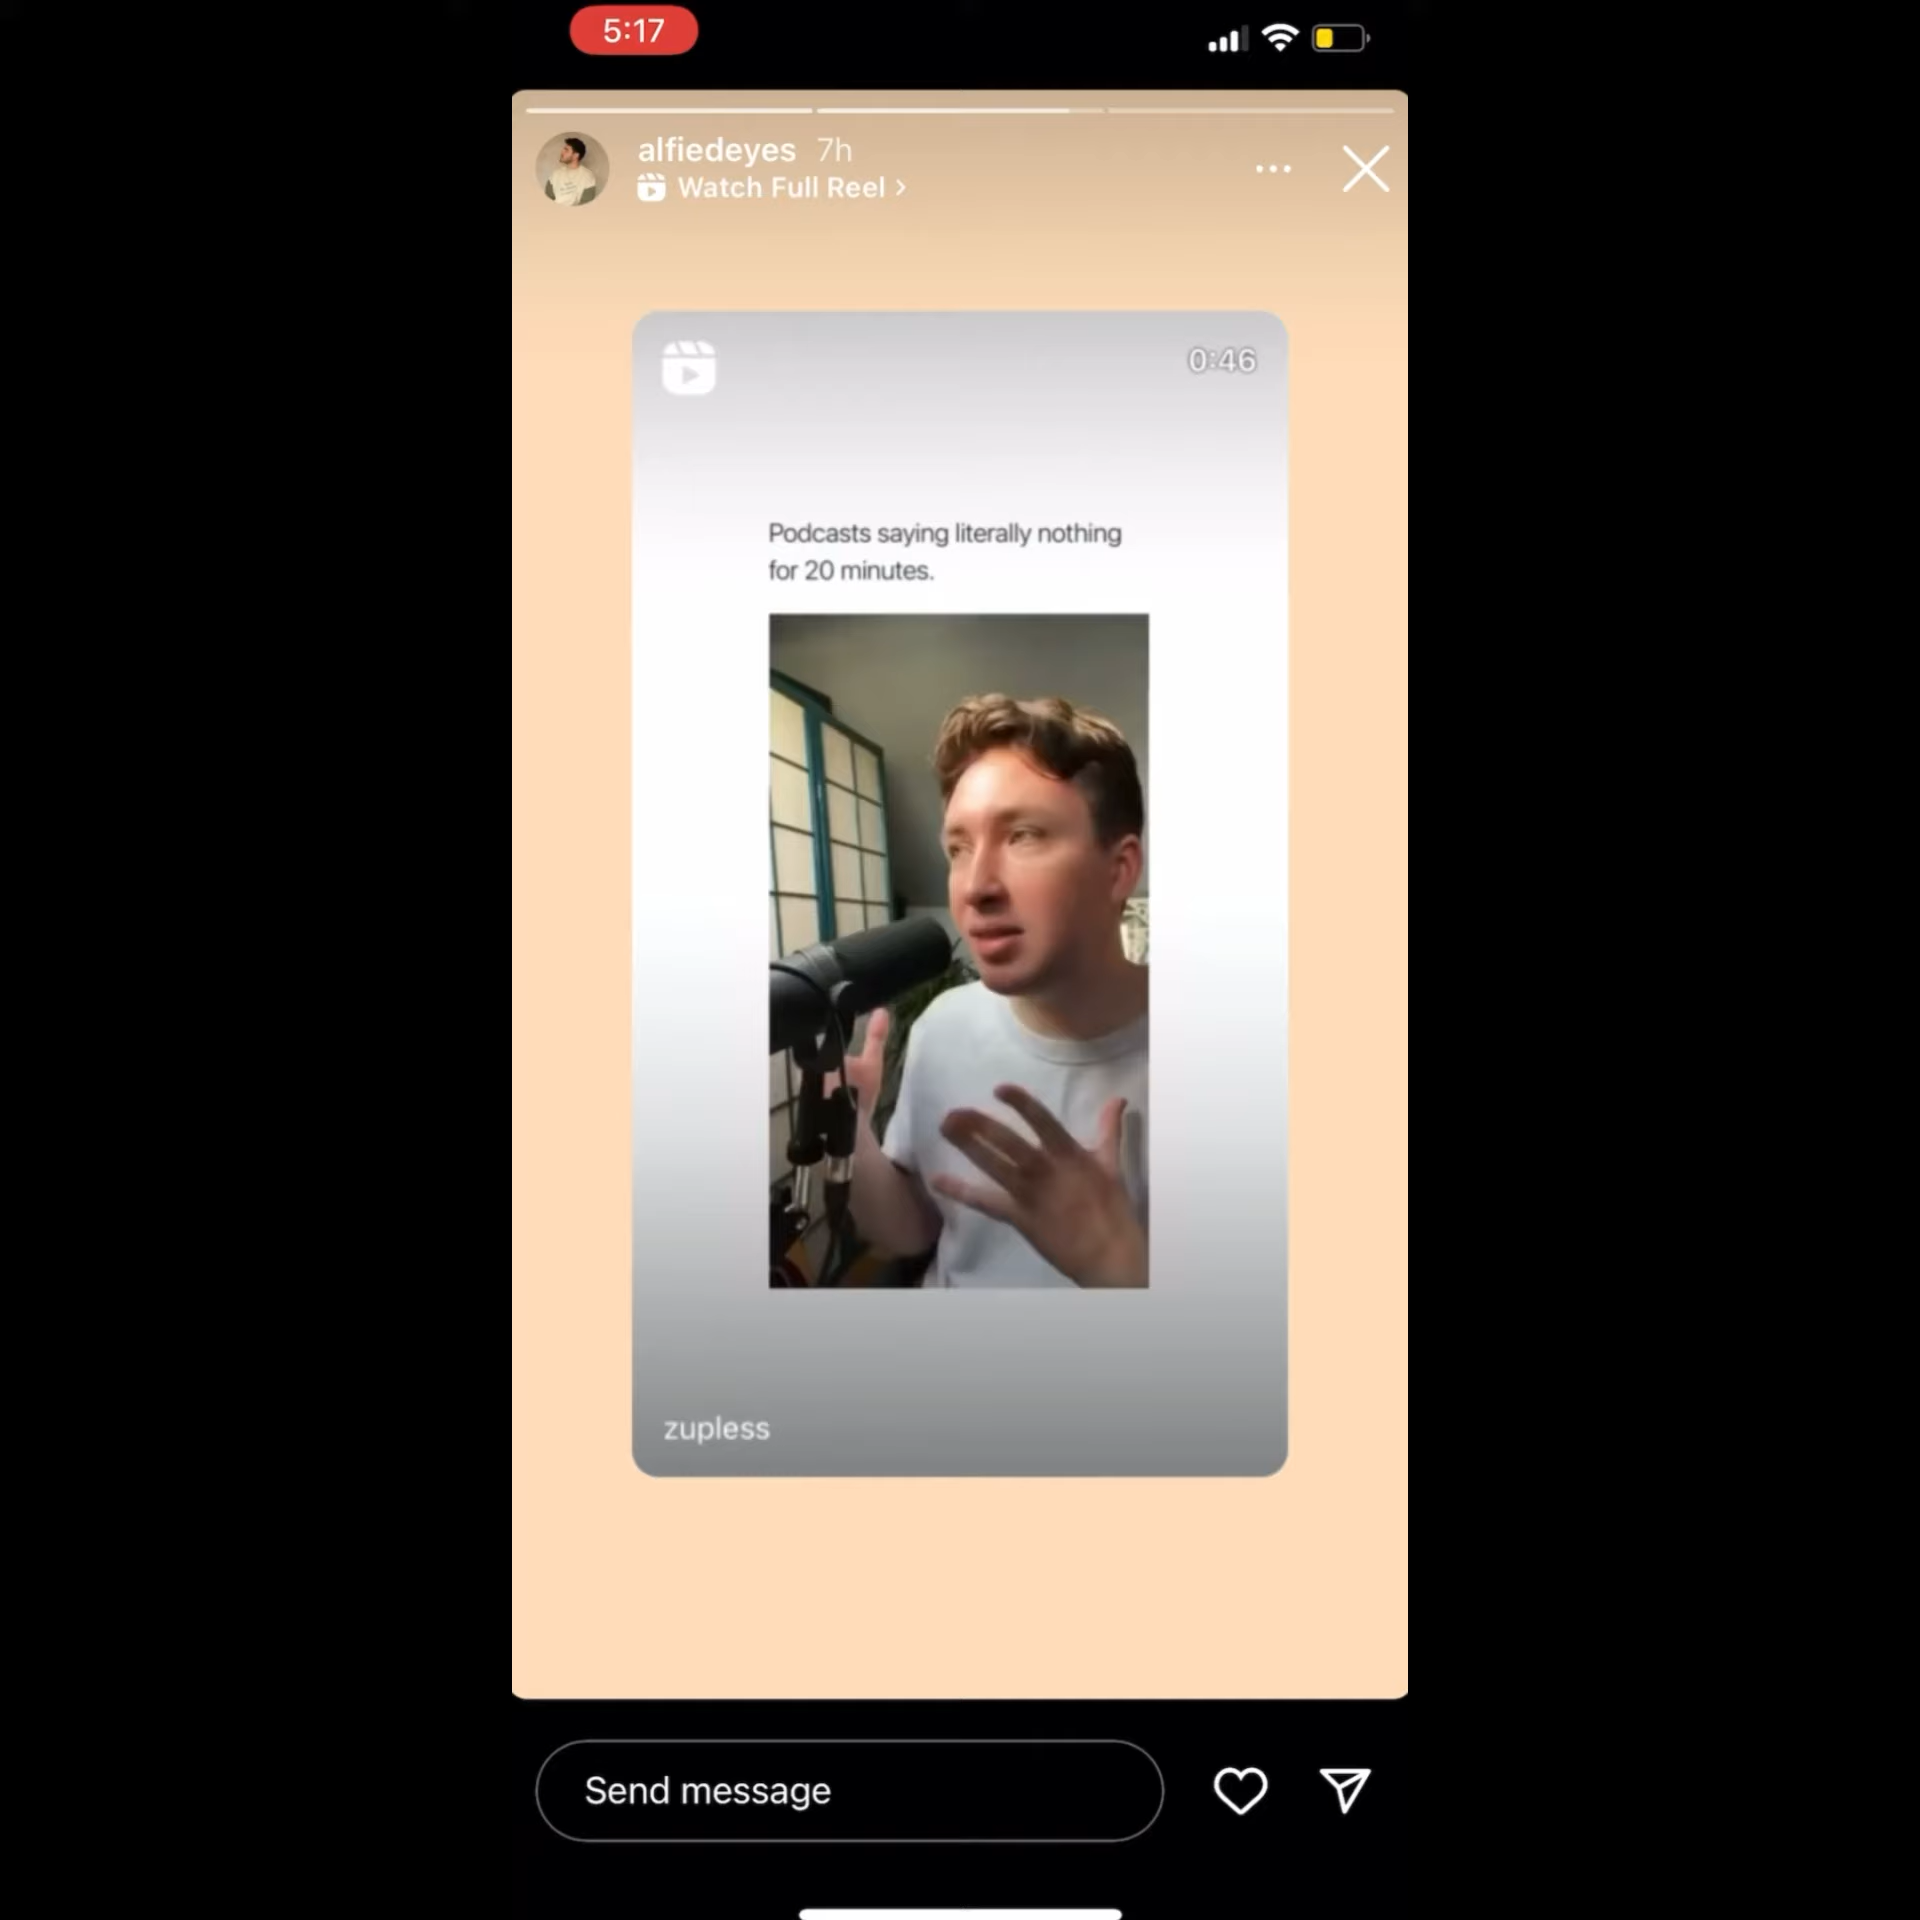 5:17
alfiedeyes 7h
Watch Full Reel >
0:46
Podcasts saying literally nothing
for 20 minutes.
zupless
Send message